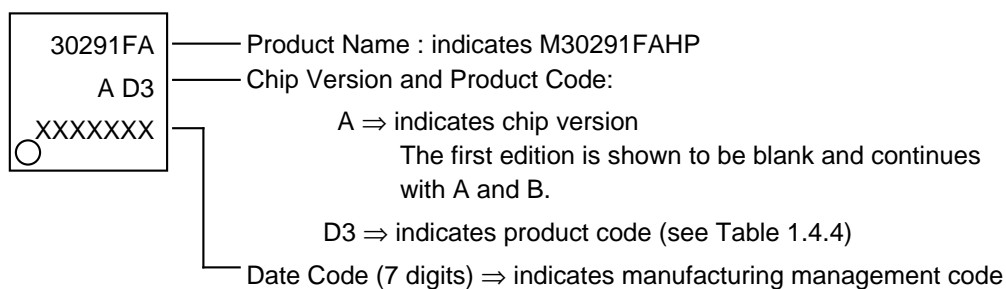 30291FA
A D3
XXXXXXX
Product Name : indicates M30291FAHP
Chip Version and Product Code:
A ⇒ indicates chip version
The first edition is shown to be blank and continues
with A and B.
D3 ⇒ indicates product code (see Table 1.4.4)
Date Code (7 digits) ⇒ indicates manufacturing management code